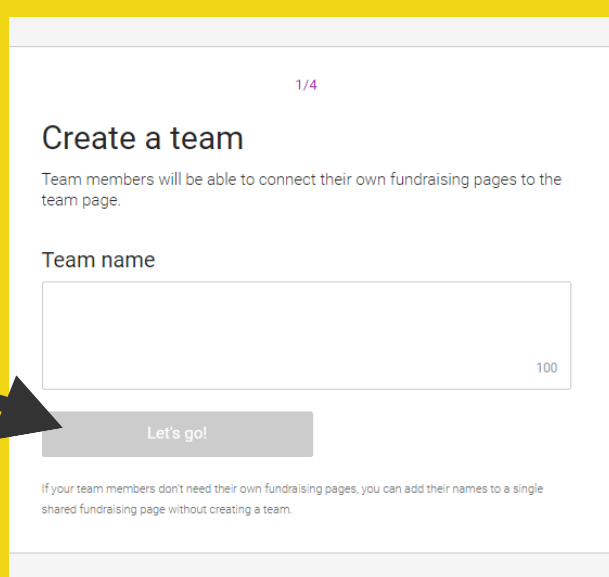 1/4
Create a team
Team members will be able to connect their own fundraising pages to the
team page.
Team name
100
Let's go!
If your team members don't need their own fundraising pages, you can add their names to a single
shared fundraising page without creating a team.